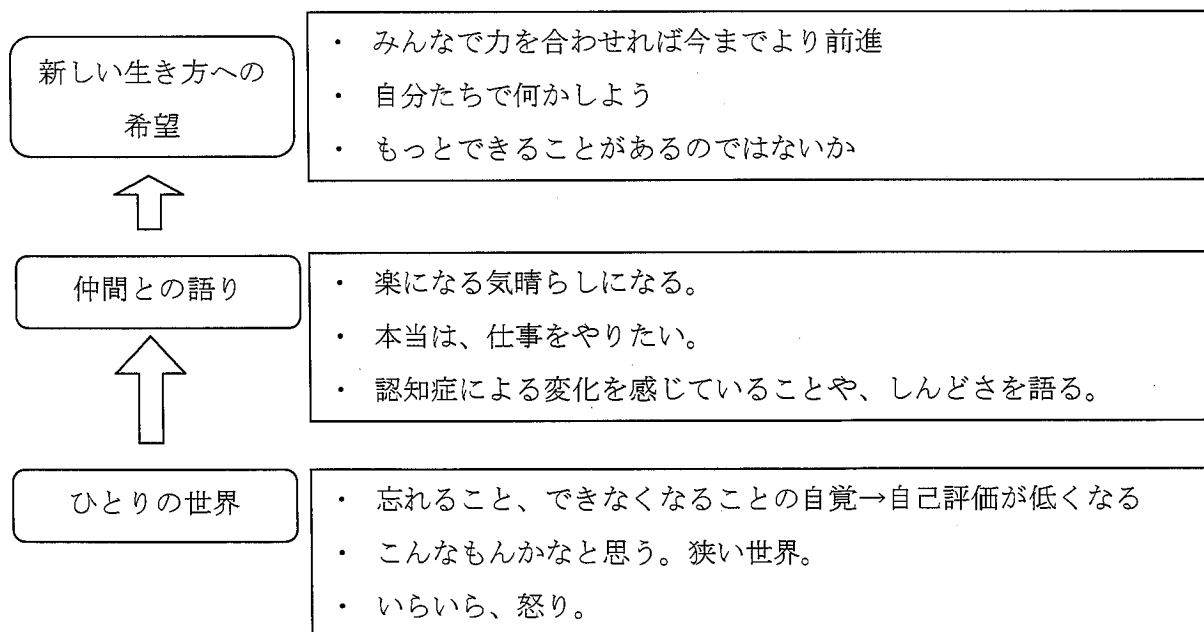 新しい生き方への
希望
・ みんなで力を合わせれば今までより前進
・ 自分たちで何かしよう
・ もっとできることがあるのではないか
仲間との語り
・ 楽になる気晴らしになる。
・ 本当は、仕事をやりたい。
・ 認知症による変化を感じていることや、しんどさを語る。
ひとりの世界
・ 忘れること、できなくなることの自覚→自己評価が低くなる
・ こんなもんかなと思う。狭い世界。
・ いらいら、怒り。